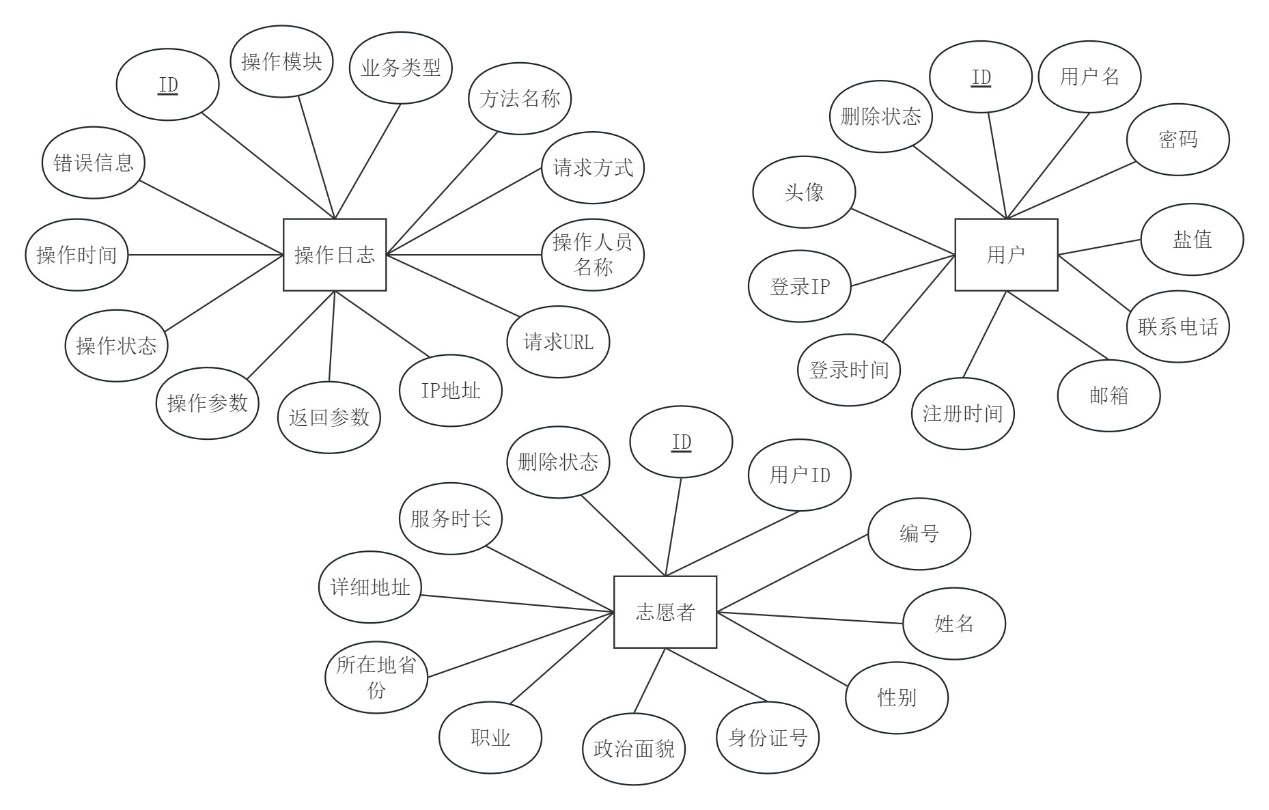 ID
操作模块
业务类型
方法名称
请求方式
操作人员
名称
请求URL
IP地址
返回参数
操作参数
操作状态
操作时间
错误信息
操作日志
ID
用户名
密码
盐值
联系电话
邮箱
注册时间
登录时间
登录IP
头像
删除状态
用户
ID
用户ID
编号
姓名
性别
身份证号
政治面貌
职业
所在地省
份
详细地址
服务时长
删除状态
志愿者